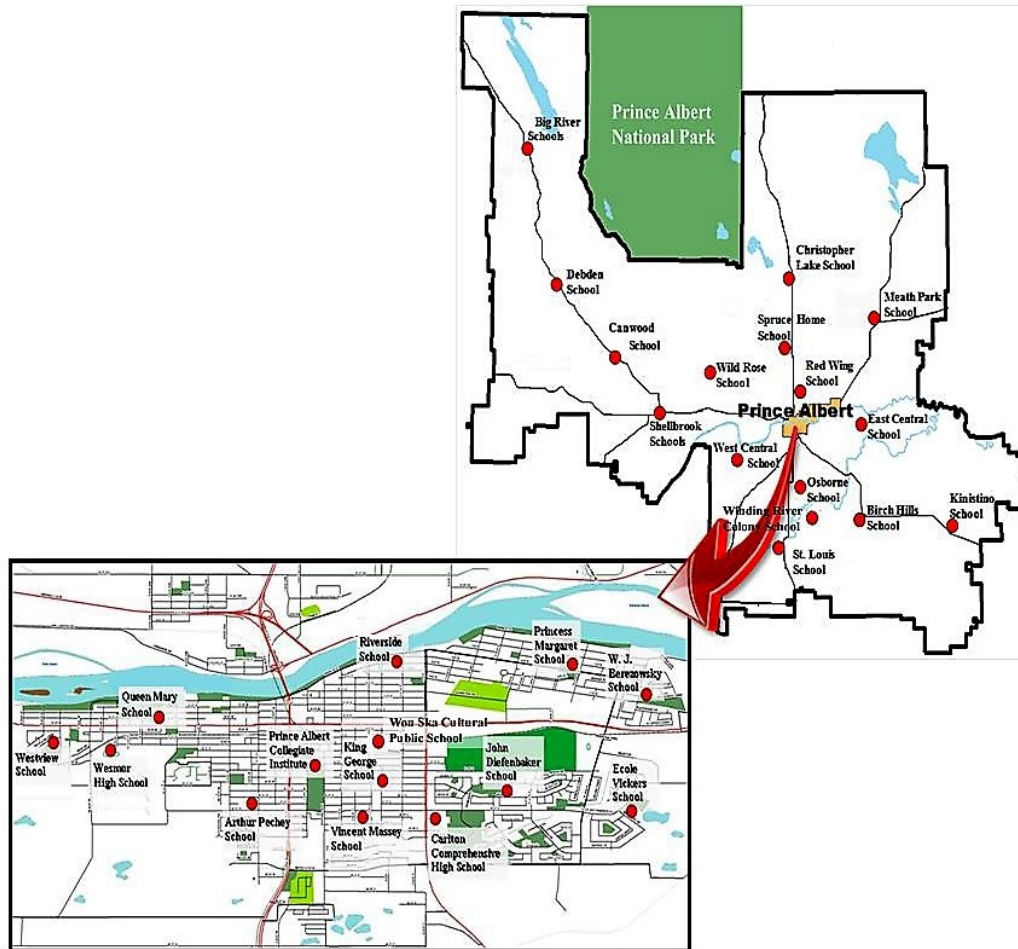 Prince Albert
National Park
Big River
Schools
Christopher
Lake School
Debden
School
Meath Park
School
Canwood
School
Spruce Home
School
Wild Rose
School
Red Wing
School
Prince Albert
Shellbrook
Schools
East Central
School
West Central
School
Osborne
School
Winding River
Colony School
Birch Hills
School
Kinistino
School
St. Louis
School
Riverside
School
Princess
Margaret
School
W. J.
Berezowsky
School
Queen Mary
School
Won Ska Cultural
Public School
Westview
School
Wesmor
High School
Prince Albert
Collegiate
Institute
King
George
School
John
Diefenbaker
School
Ecole
Vickers
School
Arthur Pechey
School
Vincent Massey
School
Carlton
Comprehensive
High School